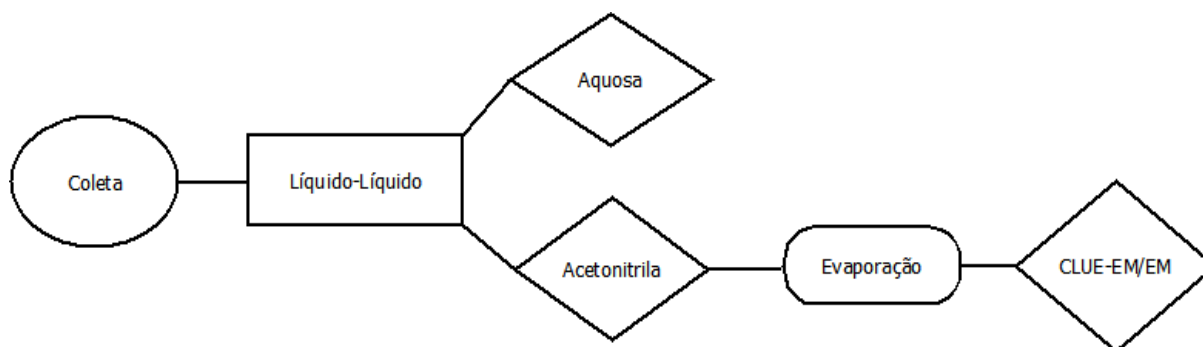 Coleta
Líquido-Líquido
Aquosa
Acetonitrila
Evaporação
CLUE-EM/EM